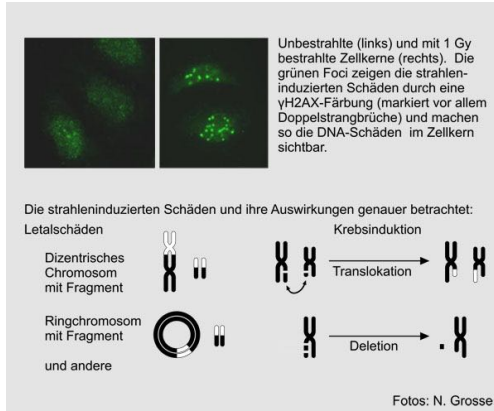 Unbestrahlte (links) und mit 1 Gy
bestrahlte Zellkerne (rechts). Die
grünen Foci zeigen die strahlen-
induzierten Schäden durch eine
γH2AX-Färbung (markiert vor allem
Doppelstrangbrüche) und machen
so die DNA-Schäden im Zellkern
sichtbar.
Die strahleninduzierten Schäden und ihre Auswirkungen genauer betrachtet:
Letalschäden
Dizentrisches
Chromosom
mit Fragment
Ringchromosom
mit Fragment
und andere
Krebsinduktion
Translokation
Deletion
Fotos: N. Grosse